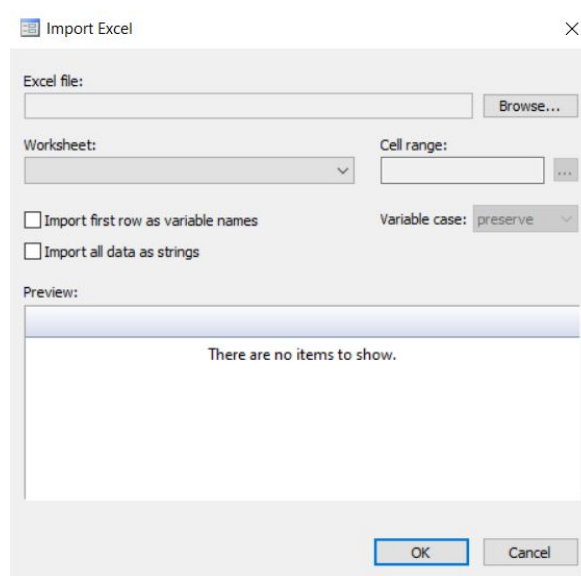 Import Excel
Excel file:
Browse...
Worksheet: Cell range:
...
Import first row as variable names Variable case: preserve
Import all data as strings
Preview:
There are no items to show.
OK Cancel